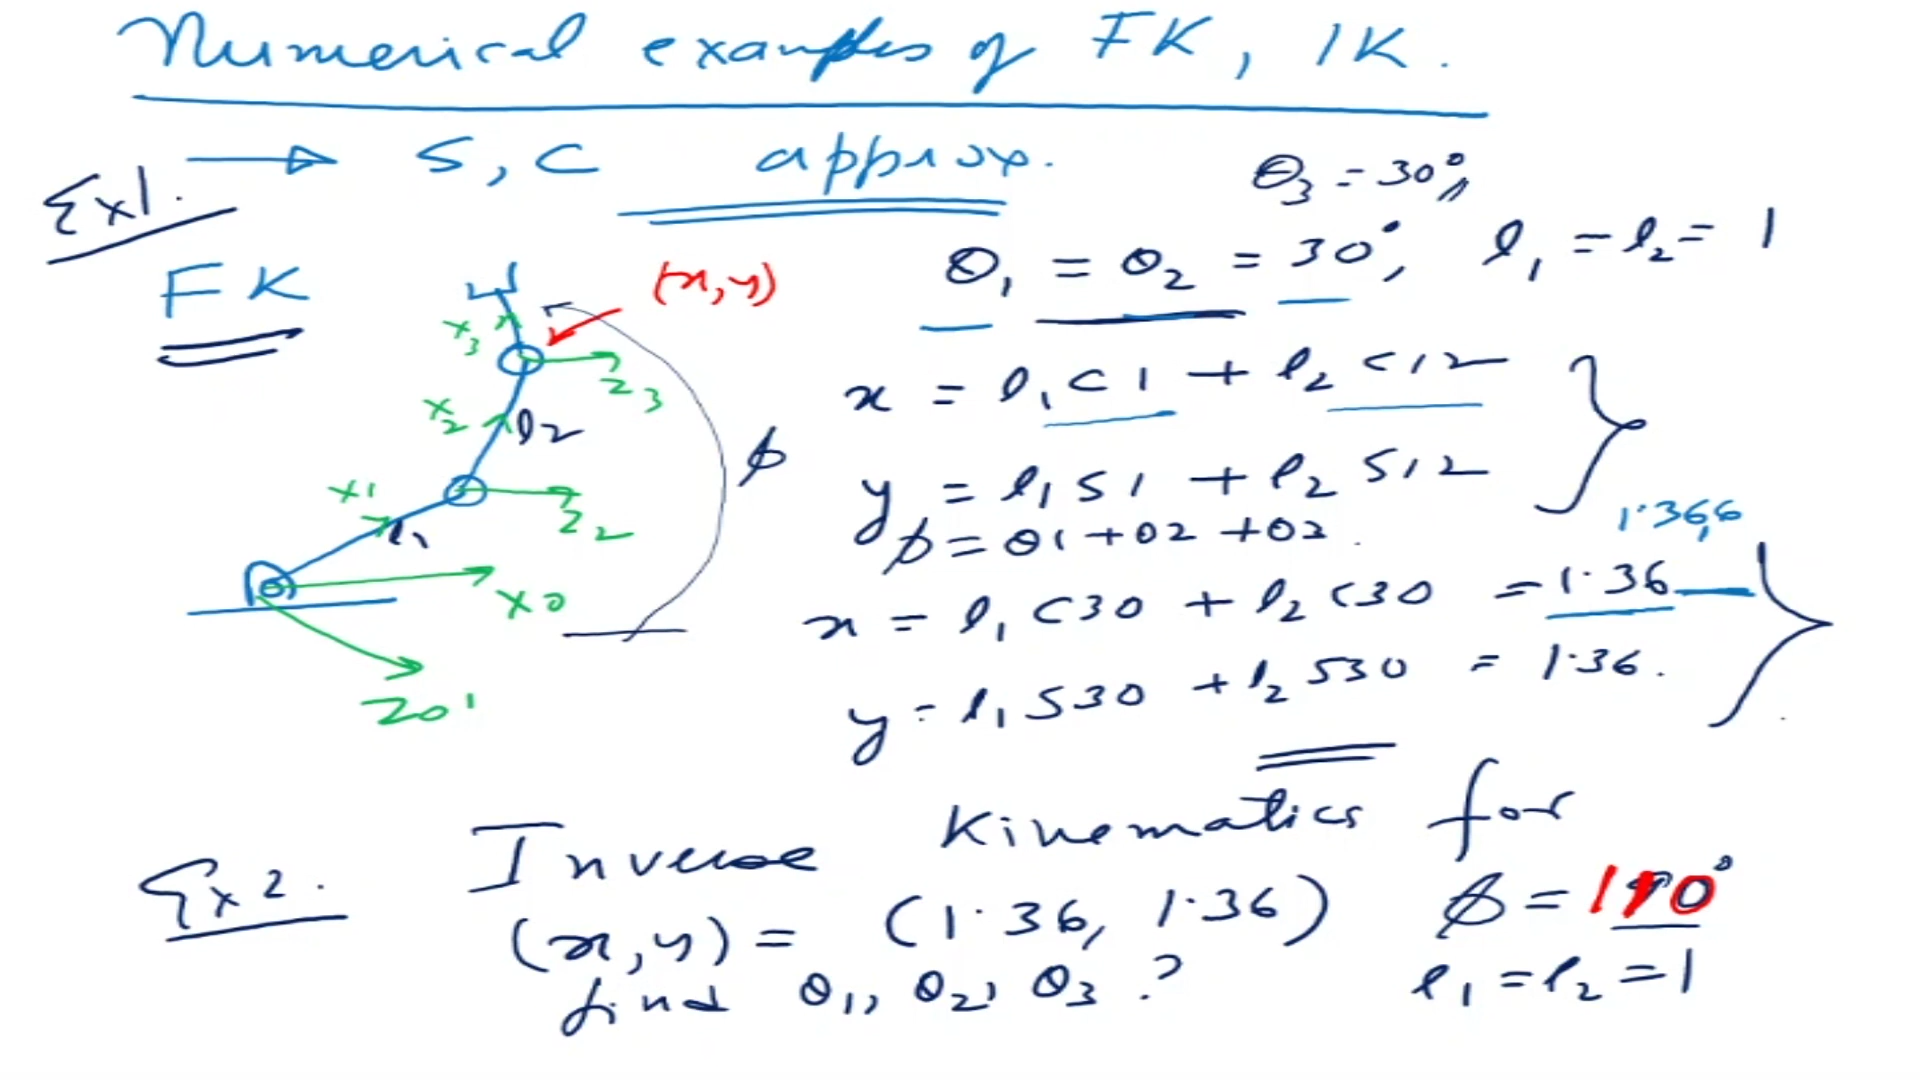 Numerical examples of FK, IK.
→ S, C approx.
Ex1.
θ3 = 30°,
θ1 = θ2 = 30°, l1 = l2 = 1
FK
(x,y)
x3
z3
x2
l2
φ
x1
l1
z2
x0
z0'
x = l1 C1 + l2 C12
y = l1 S1 + l2 S12
φ = θ1 + θ2 + θ3.
1.366
x = l1 C30 + l2 C30 = 1.36
y = l1 S30 + l2 S30 = 1.36.
Ex2. Inverse Kinematics for
(x,y) = (1.36, 1.36) φ =
find θ1, θ2, θ3 ? l1 = l2 = 1